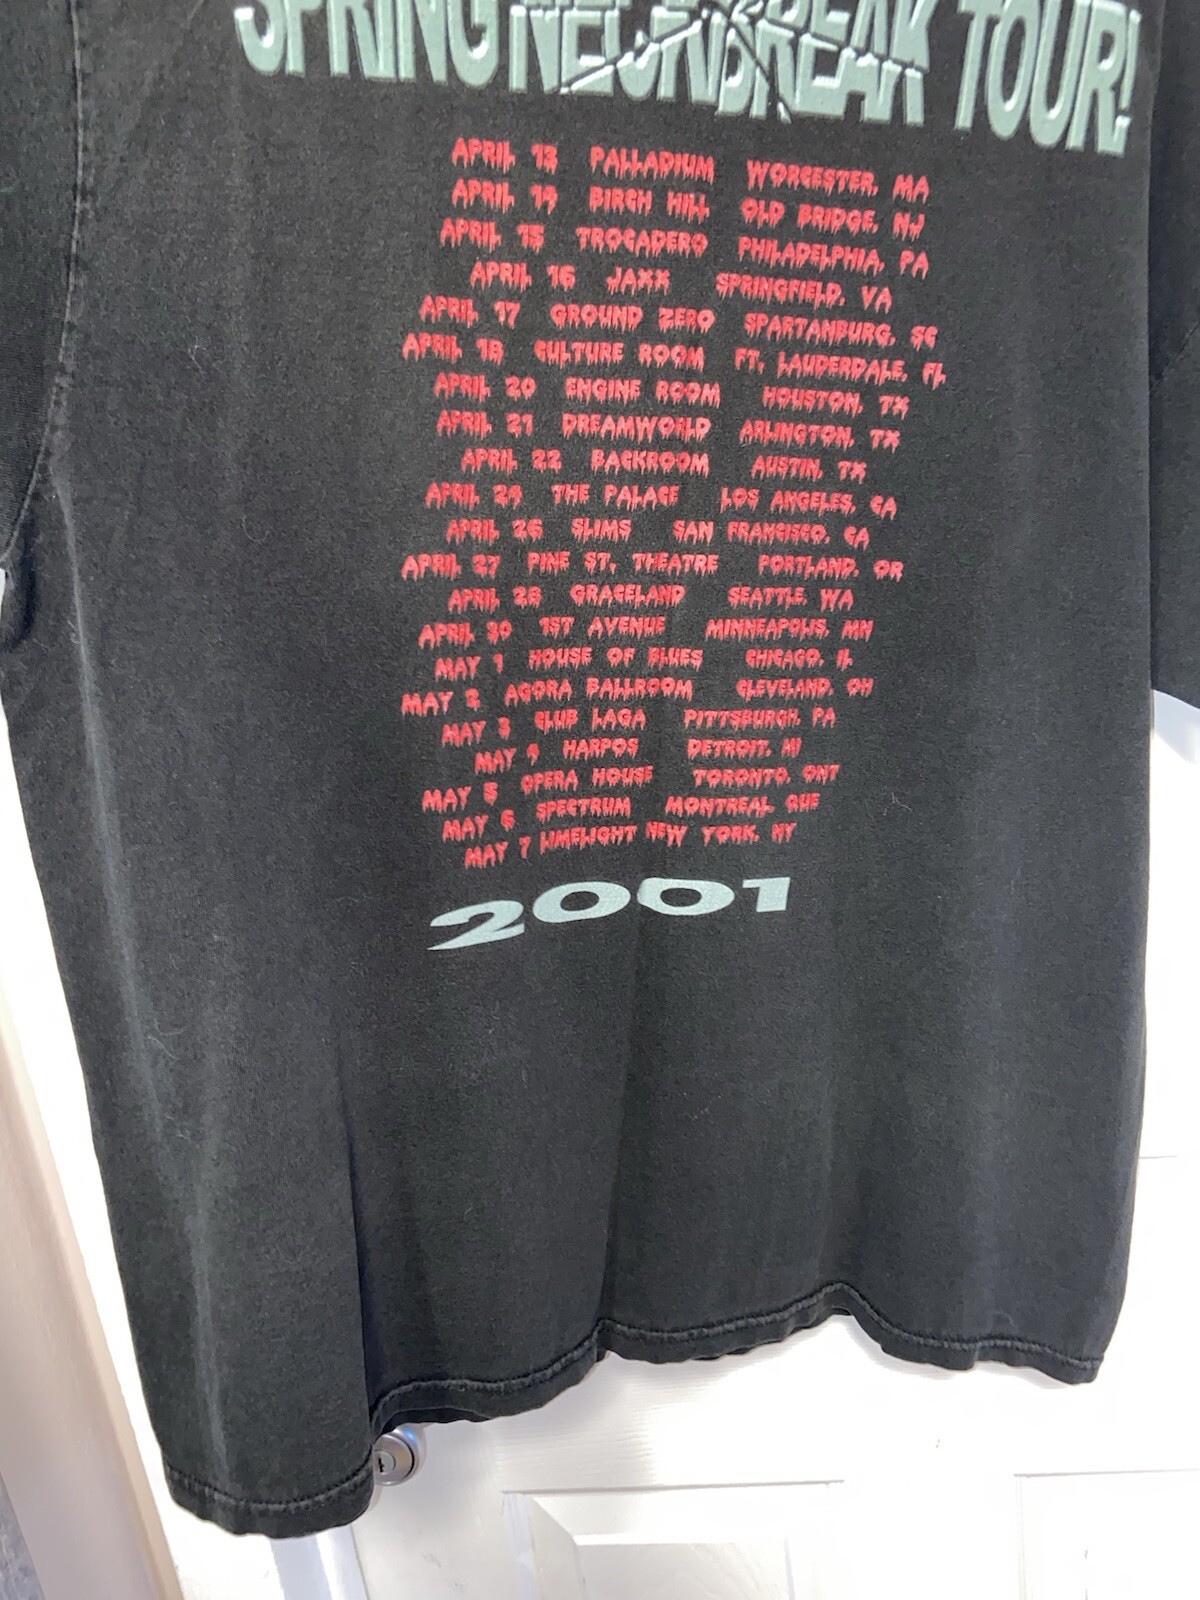 SPRING NECKBREAK TOUR!
APRIL 13 PALLADIUM WORCESTER, MA
APRIL 14 BIRCH HILL OLD BRIDGE, NJ
APRIL 15 TROCADERO PHILADELPHIA, PA
APRIL 16 JAXX SPRINGFIELD, VA
APRIL 17 GROUND ZERO SPARTANBURG, SC
APRIL 18 CULTURE ROOM FT. LAUDERDALE, FL
APRIL 20 ENGINE ROOM HOUSTON, TX
APRIL 21 DREAMWORLD ARLINGTON, TX
APRIL 22 BACKROOM AUSTIN, TX
APRIL 24 THE PALACE LOS ANGELES, CA
APRIL 26 SLIMS SAN FRANCISCO, CA
APRIL 27 PINE ST. THEATRE PORTLAND, OR
APRIL 28 GRACELAND SEATTLE, WA
APRIL 30 1ST AVENUE MINNEAPOLIS, MN
MAY 1 HOUSE OF BLUES CHICAGO, IL
MAY 2 AGORA BALLROOM CLEVELAND, OH
MAY 3 CLUB LAGA PITTSBURGH, PA
MAY 4 HARPOS DETROIT, MI
MAY 5 OPERA HOUSE TORONTO, ONT
MAY 6 SPECTRUM MONTREAL QUE
MAY 7 LIMELIGHT NEW YORK, NY
2001